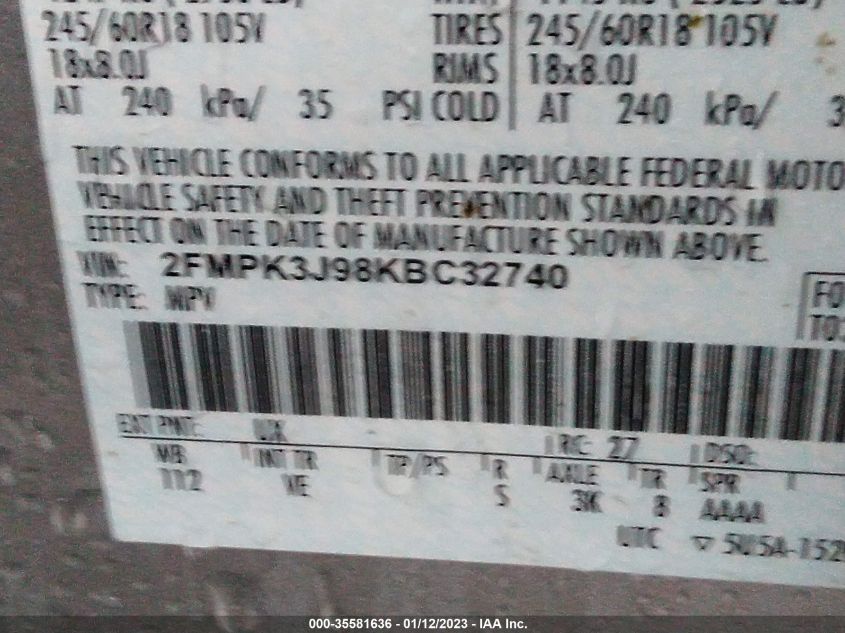 245/60R18 105V TIRES 245/60R18 105V
18x8.0J RIMS 18x8.0J
AT 240 kPa/ 35 PSI COLD AT 240 kPa/ 3
THIS VEHICLE CONFORMS TO ALL APPLICABLE FEDERAL MOTO
VEHICLE SAFETY AND THEFT PREVENTION STANDARDS IN
EFFECT ON THE DATE OF MANUFACTURE SHOWN ABOVE.
VIN: 2FMPK3J98KBC32740
TYPE: MPV
FO
TO:
EXT PNT: UX RC: 27 DSO:
WB INT TR TP/PS R AXLE TR SPR
112 VE S 3K 8 AAAA
UTC ▽ 5U5A-152
000-35581636 - 01/12/2023 - IAA Inc.